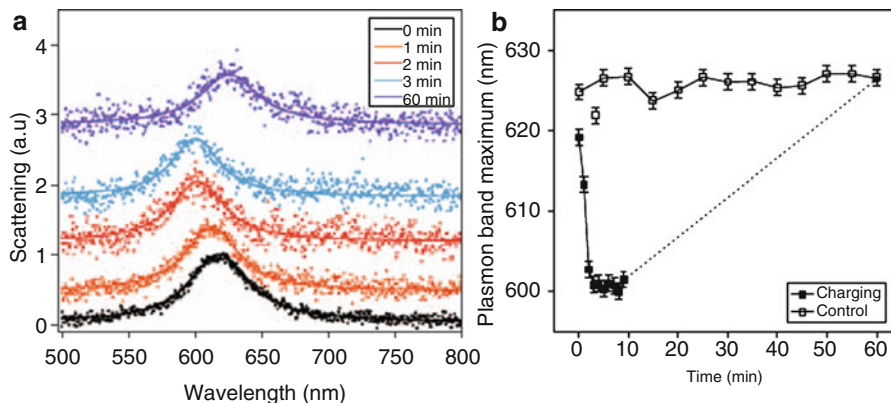 a
4
3
2
1
0
Scattening (a.u)
0 min
1 min
2 min
3 min
60 min
500 550 600 650 700 750 800
Wavelength (nm)
b
630
620
610
600
Plasmon band maximum (nm)
Charging
Control
0 10 20 30 40 50 60
Time (min)